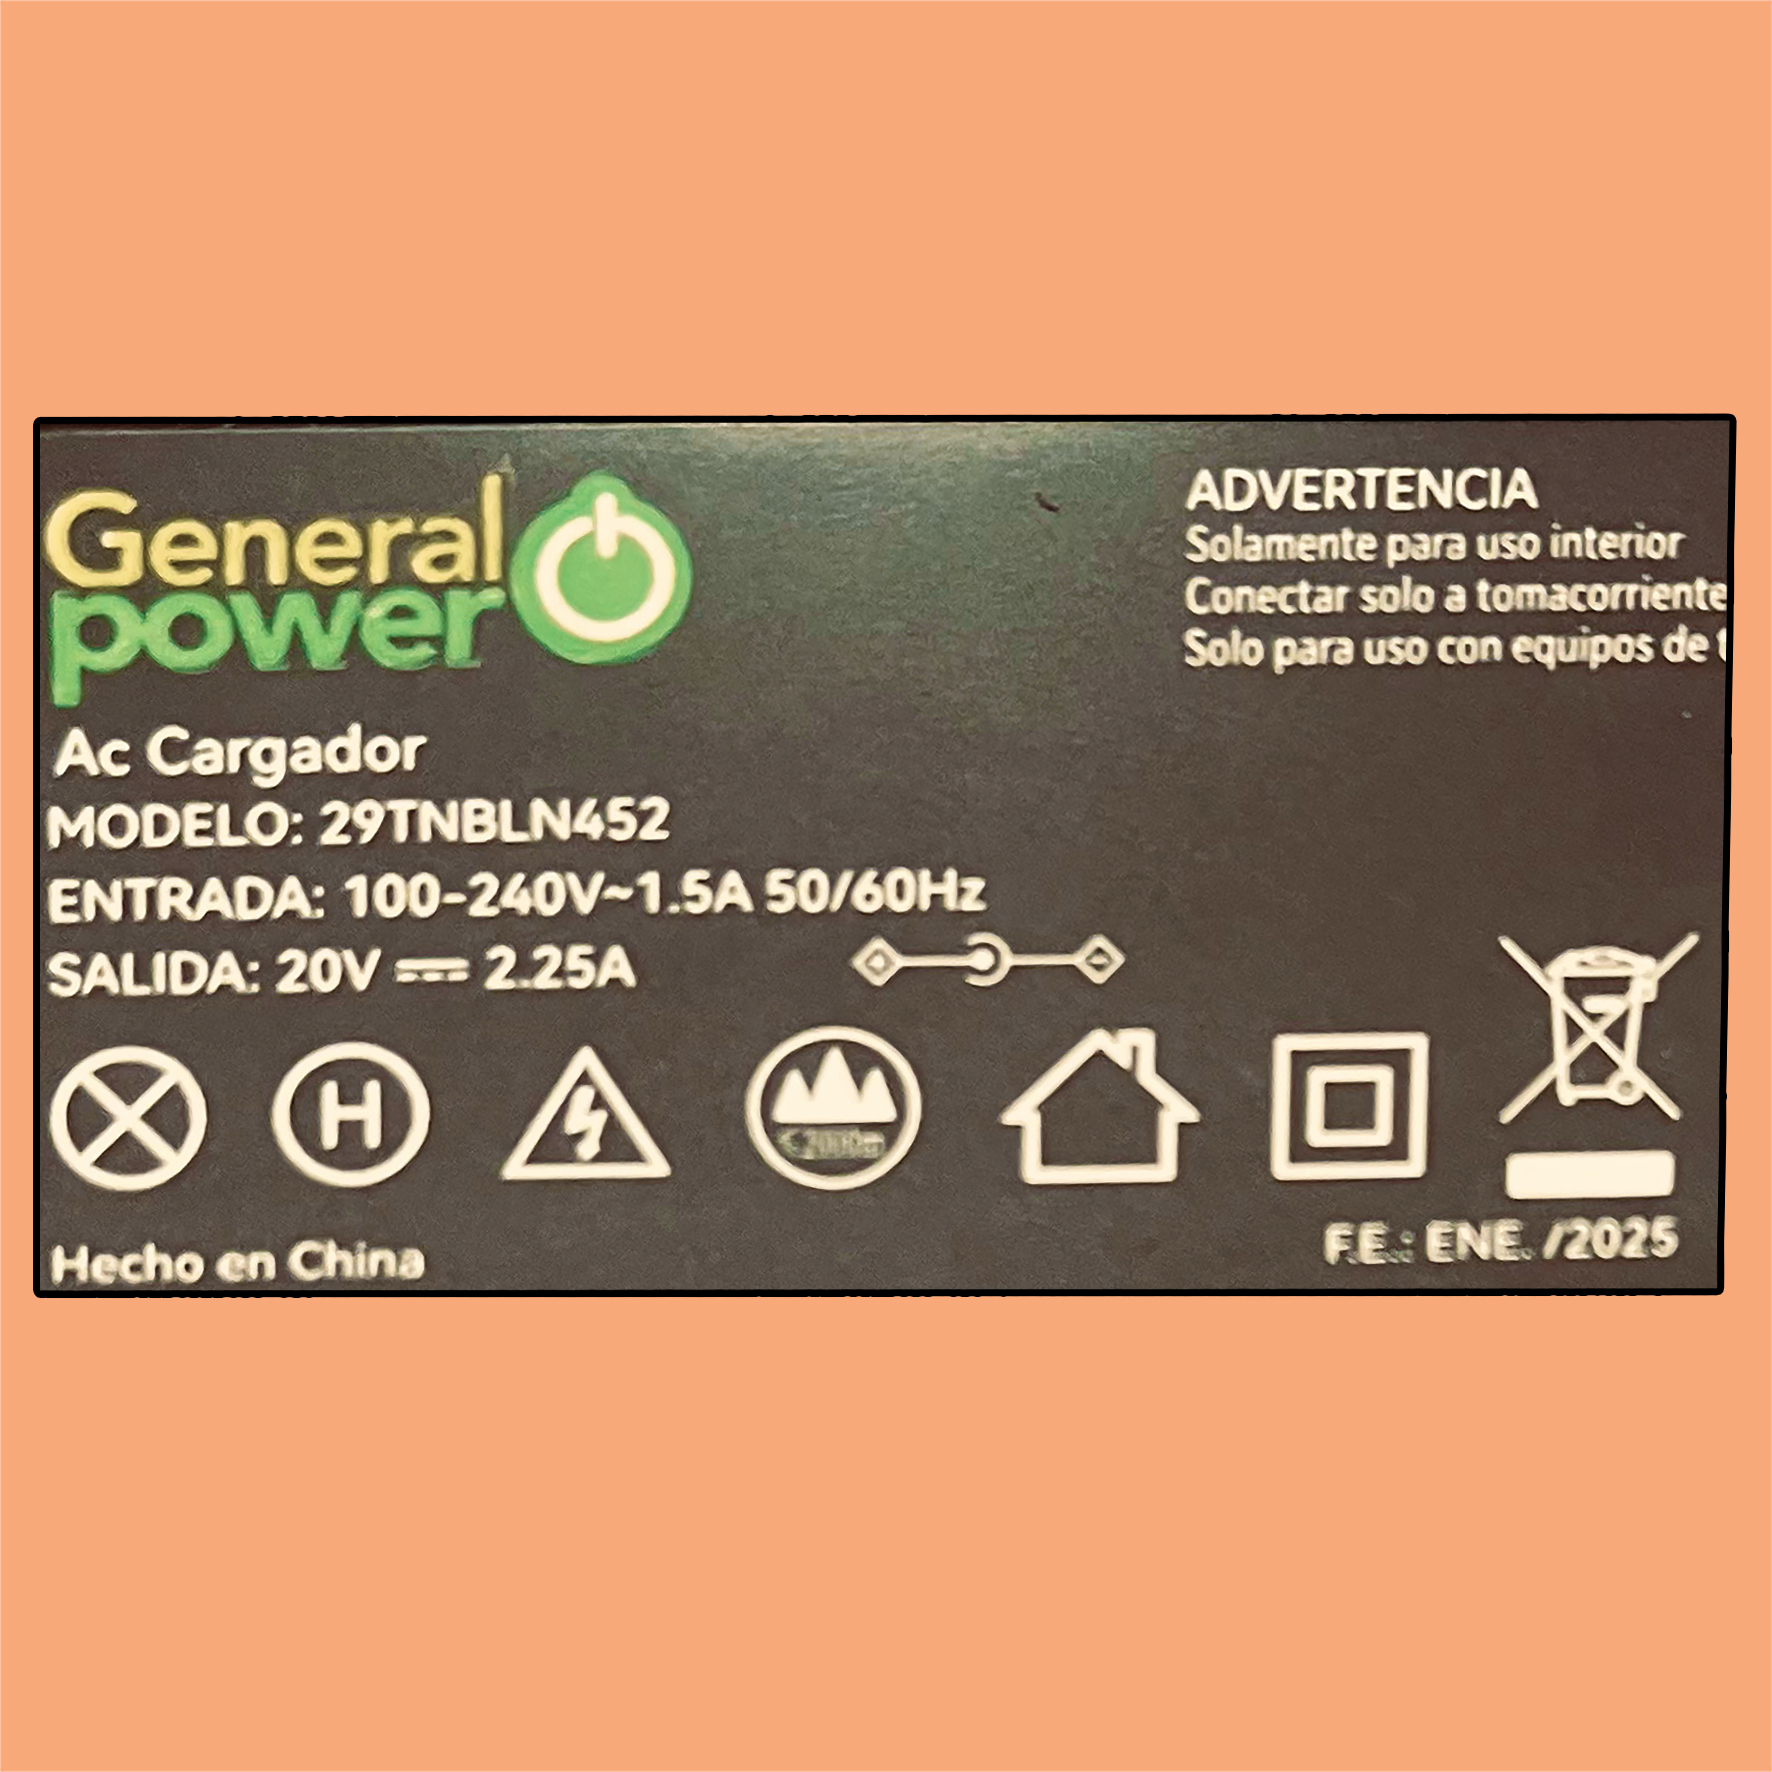 General
power
ADVERTENCIA
Solamente para uso interior
Conectar solo a tomacorriente
Solo para uso con equipos de
Ac Cargador
MODELO: 29TNBLN452
ENTRADA: 100-240V~1.5A 50/60Hz
SALIDA: 20V ⎓ 2.25A
H
Hecho en China
F.E.: ENE. /2025